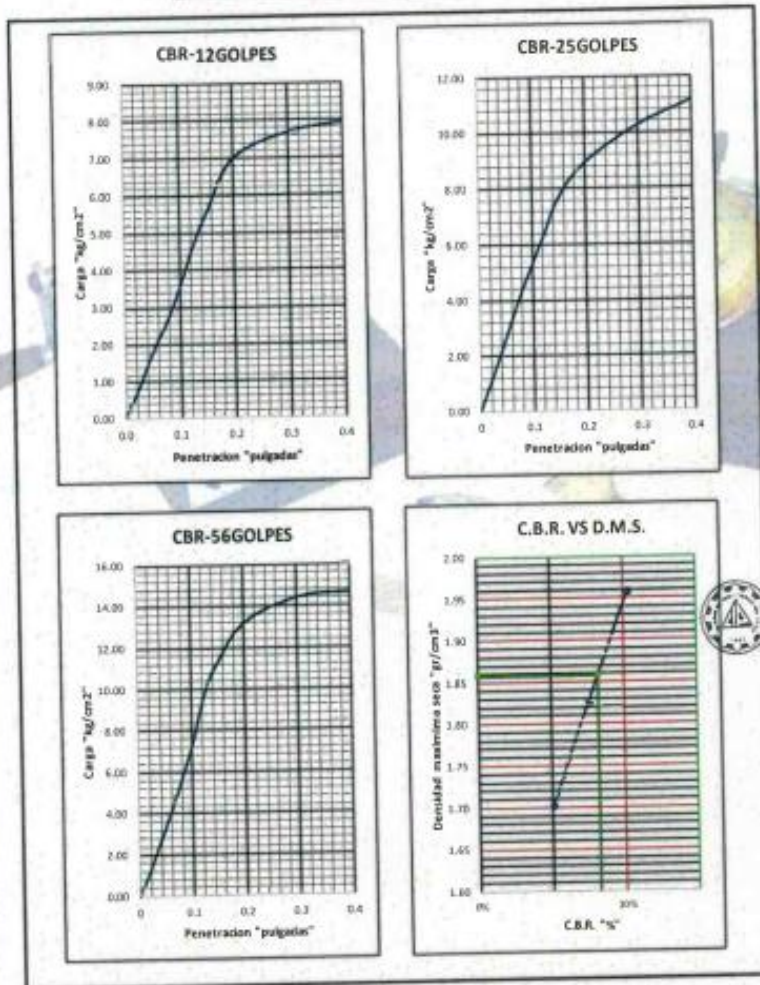 CBR-12GOLPES
9.00
8.00
7.00
6.00
5.00
4.00
3.00
2.00
1.00
0.00
Carga "kg/cm2"
0.0 0.1 0.2 0.3 0.4
Penetracion "pulgadas"
CBR-25GOLPES
12.00
10.00
8.00
6.00
4.00
2.00
0.00
Carga "kg/cm2"
0.0 0.1 0.2 0.3 0.4
Penetracion "pulgadas"
CBR-56GOLPES
16.00
14.00
12.00
10.00
8.00
6.00
4.00
2.00
0.00
Carga "kg/cm2"
0 0.1 0.2 0.3 0.4
Penetracion "pulgadas"
C.B.R. VS D.M.S.
2.00
1.95
1.90
1.85
1.80
1.75
1.70
1.65
1.60
Densidad maximima seca "gr/cm3"
0% 10%
C.B.R. "%"